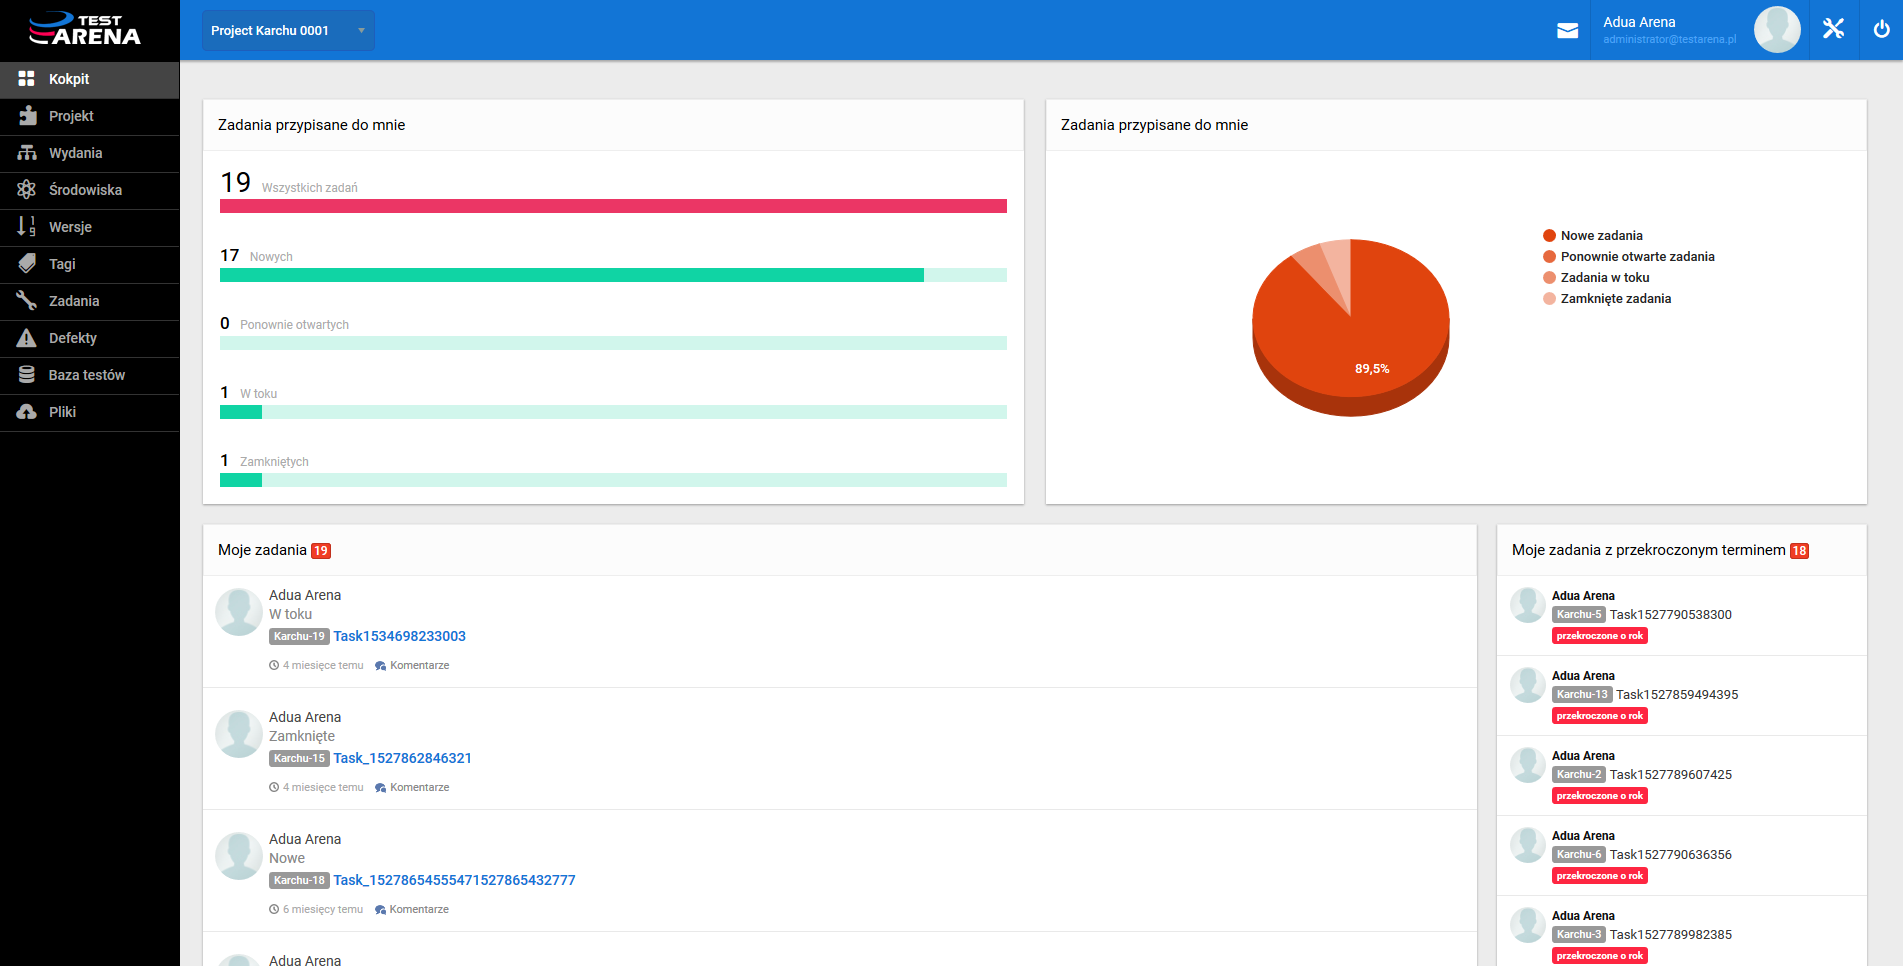 TEST
ARENA
Project Karchu 0001
Adua Arena
administrator@testarena.pl
Kokpit
Projekt
Wydania
Środowiska
1
9
Wersje
Tagi
Zadania
Defekty
Baza testów
Pliki
Zadania przypisane do mnie
19 Wszystkich zadań
17 Nowych
0 Ponownie otwartych
1 W toku
1 Zamkniętych
Zadania przypisane do mnie
89,5%
Nowe zadania
Ponownie otwarte zadania
Zadania w toku
Zamknięte zadania
Moje zadania 19
Adua Arena
W toku
Karchu-19 Task1534698233003
4 miesięce temu Komentarze
Adua Arena
Zamknięte
Karchu-15 Task_1527862846321
4 miesięce temu Komentarze
Adua Arena
Nowe
Karchu-18 Task_15278654555471527865432777
6 miesięcy temu Komentarze
Adua Arena
Moje zadania z przekroczonym terminem 18
Adua Arena
Karchu-5 Task1527790538300
przekroczone o rok
Adua Arena
Karchu-13 Task1527859494395
przekroczone o rok
Adua Arena
Karchu-2 Task1527789607425
przekroczone o rok
Adua Arena
Karchu-6 Task1527790636356
przekroczone o rok
Adua Arena
Karchu-3 Task1527789982385
przekroczone o rok